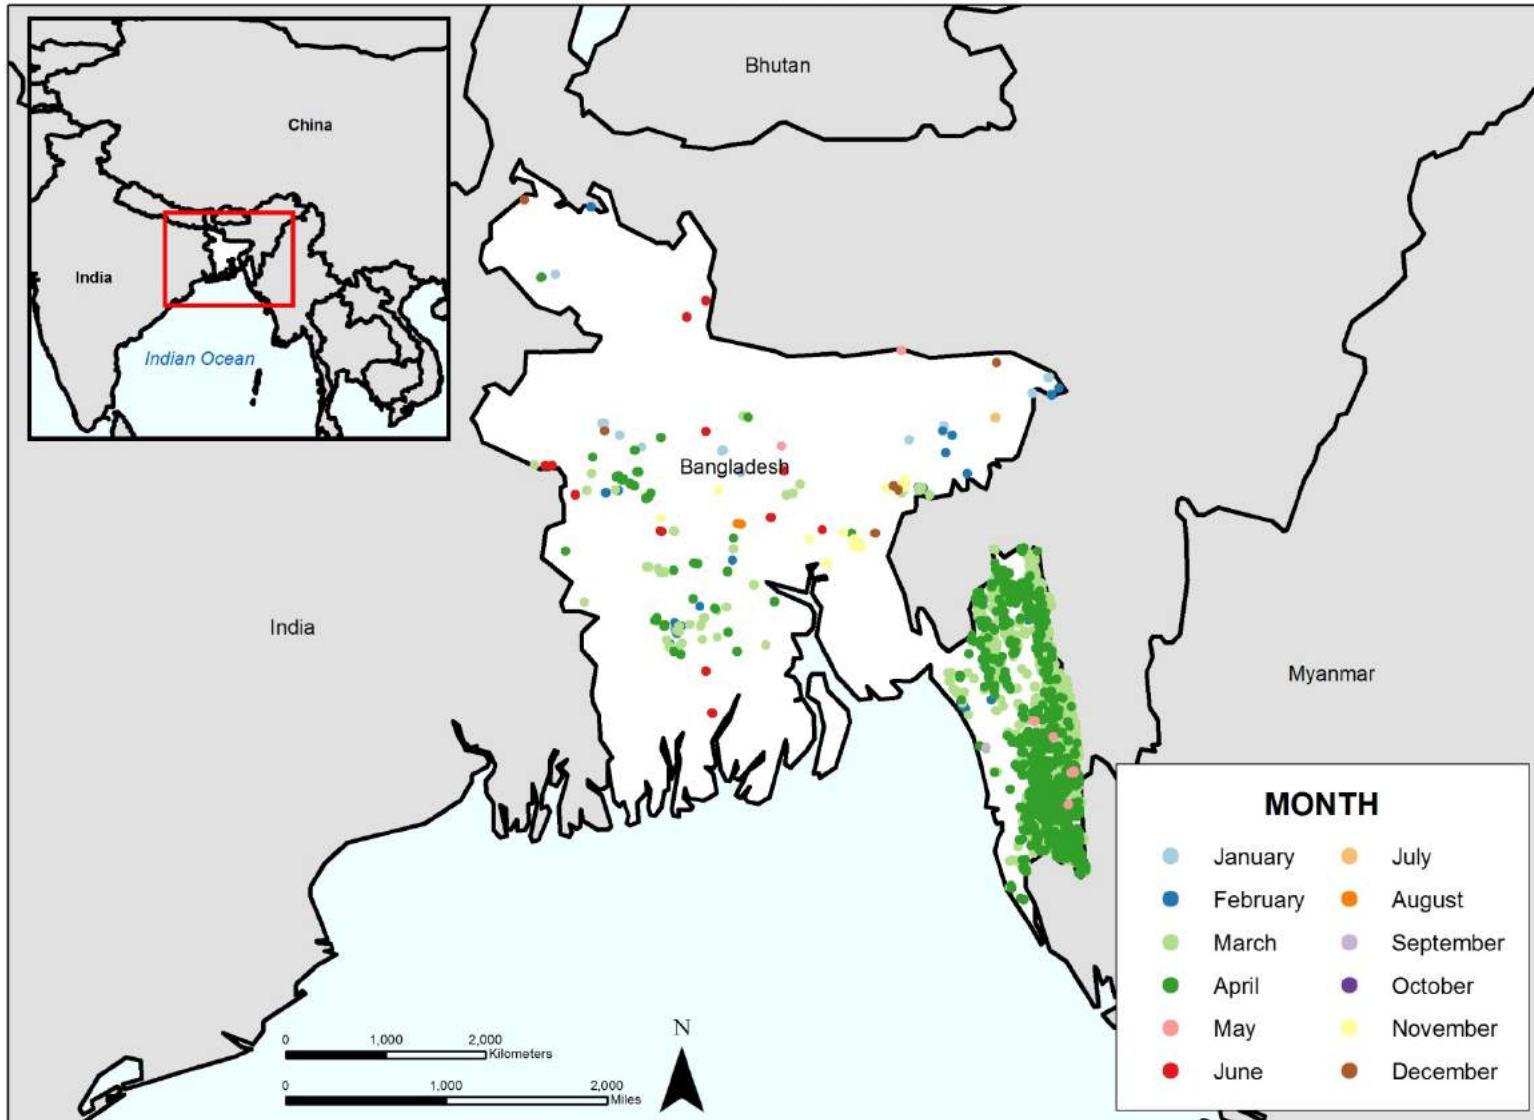 China
India
Indian Ocean
Bhutan
Bangladesh
India
Myanmar
MONTH
January
February
March
April
May
June
July
August
September
October
November
December
N
0 1,000 2,000
Kilometers
0 1,000 2,000
Miles